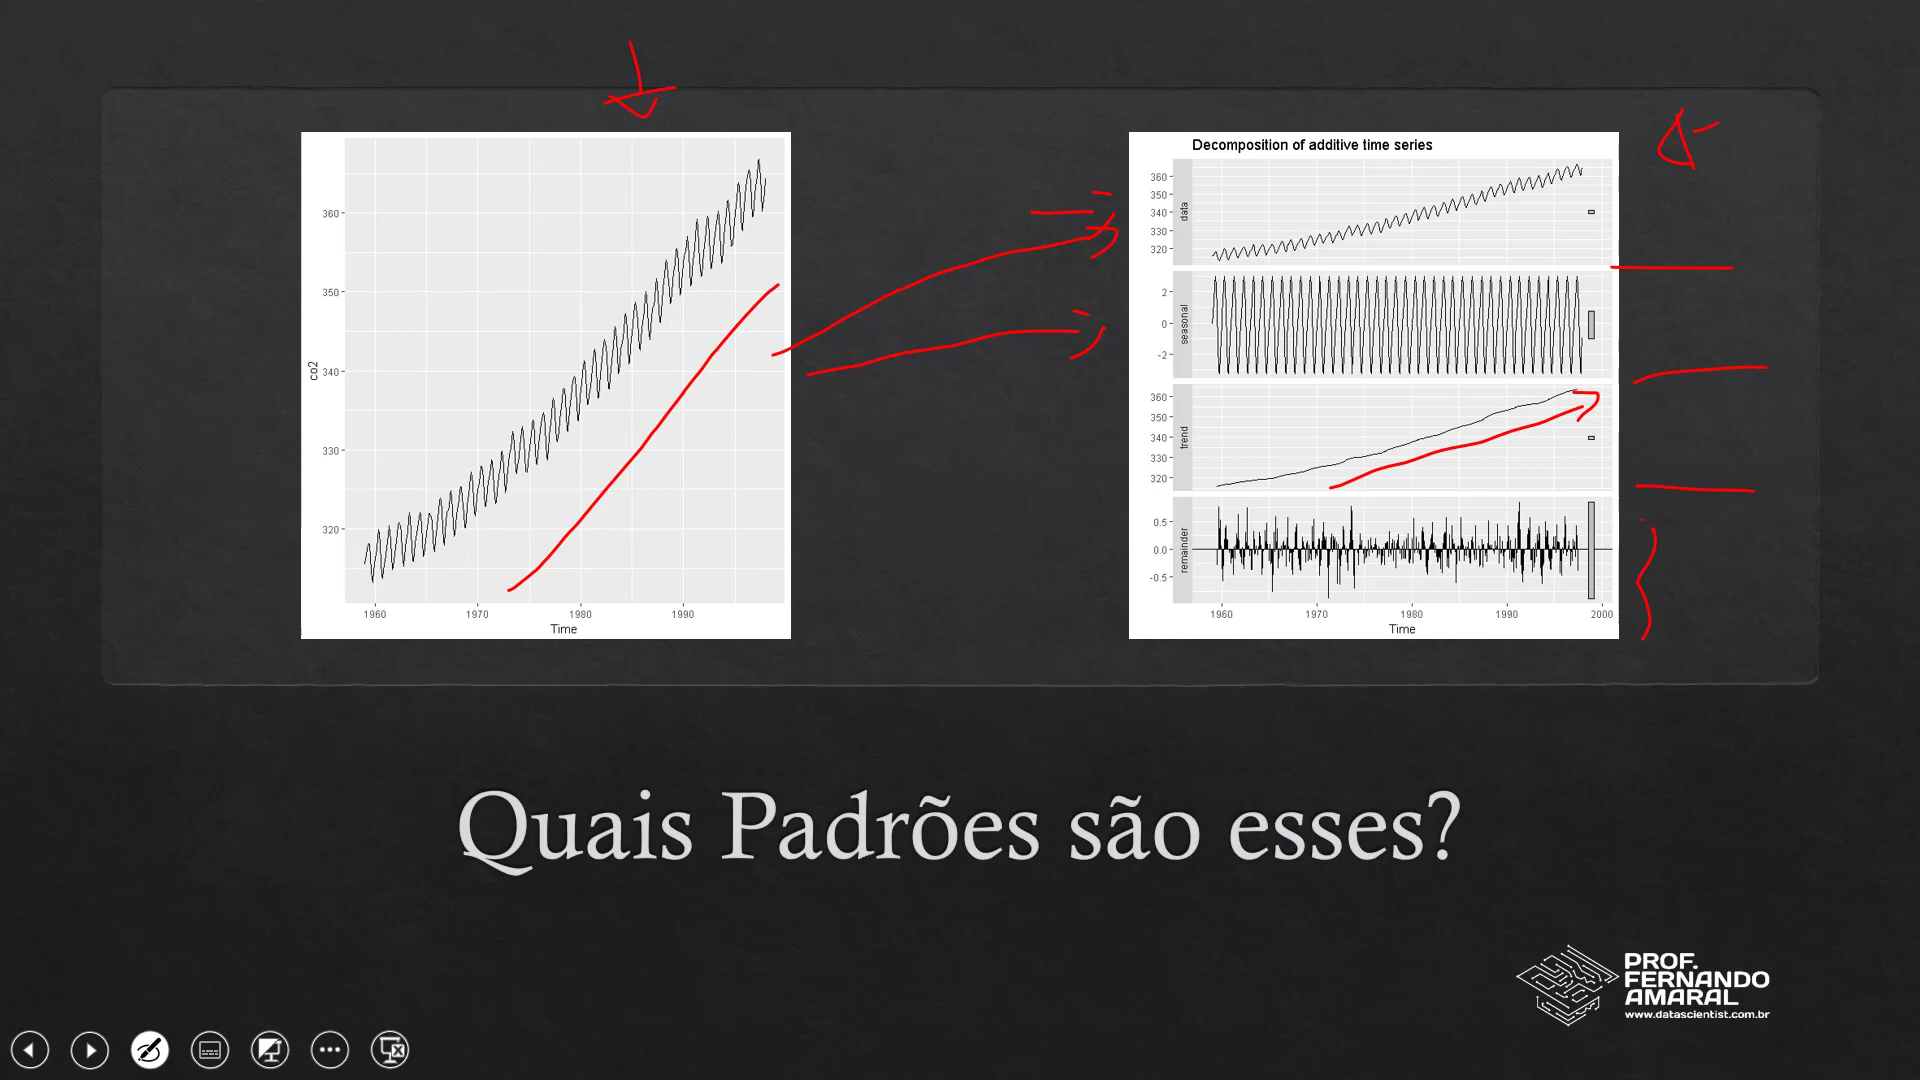 360
350
340
330
320
co2
1960 1970 1980 1990
Time
Decomposition of additive time series
360
350
340
330
320
data
2
0
-2
seasonal
360
350
340
330
320
trend
0.5
0.0
-0.5
remainder
1960 1970 1980 1990 2000
Time
Quais Padrões são esses?
PROF.
FERNANDO
AMARAL
www.datascientist.com.br